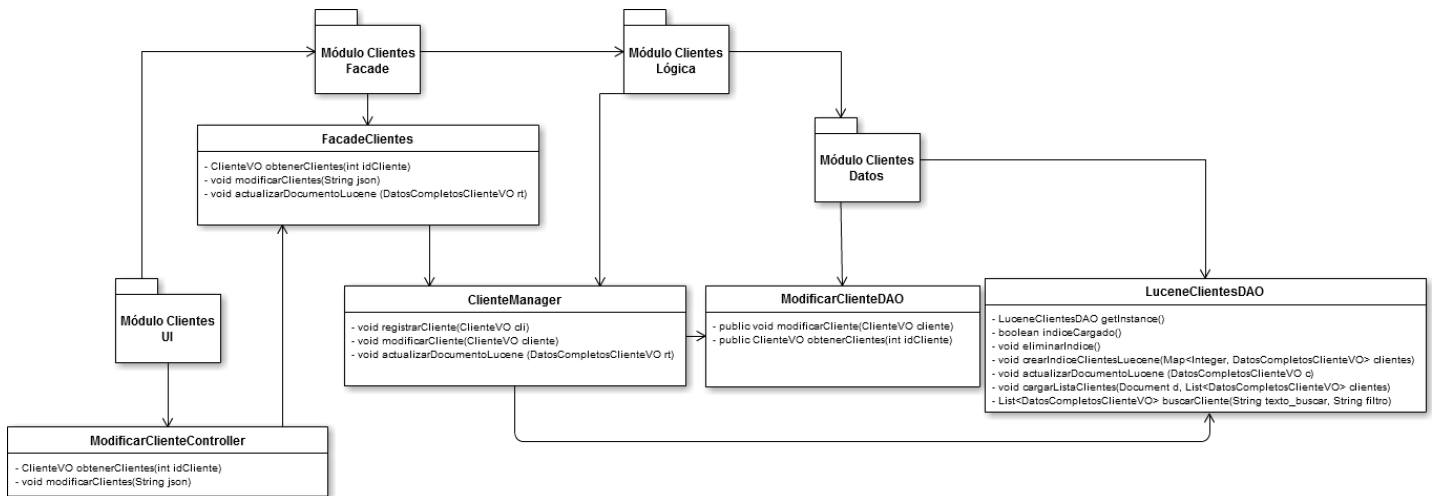 Módulo Clientes
Facade
Módulo Clientes
Lógica
FacadeClientes
- ClienteVO obtenerClientes(int idCliente)
- void modificarClientes(String json)
- void actualizarDocumentoLucene (DatosCompletosClienteVO rt)
Módulo Clientes
Datos
Módulo Clientes
UI
ClienteManager
- void registrarCliente(ClienteVO cli)
- void modificarCliente(ClienteVO cliente)
- void actualizarDocumentoLucene (DatosCompletosClienteVO rt)
ModificarClienteDAO
- public void modificarCliente(ClienteVO cliente)
- public ClienteVO obtenerClientes(int idCliente)
LuceneClientesDAO
- LuceneClientesDAO getInstance()
- boolean indiceCargado()
- void eliminarIndice()
- void crearIndiceClientesLuecene(Map<Integer, DatosCompletosClienteVO> clientes)
- void actualizarDocumentoLucene (DatosCompletosClienteVO c)
- void cargarListaClientes(Document d, List<DatosCompletosClienteVO> clientes)
- List<DatosCompletosClienteVO> buscarCliente(String texto_buscar, String filtro)
ModificarClienteController
- ClienteVO obtenerClientes(int idCliente)
- void modificarClientes(String json)